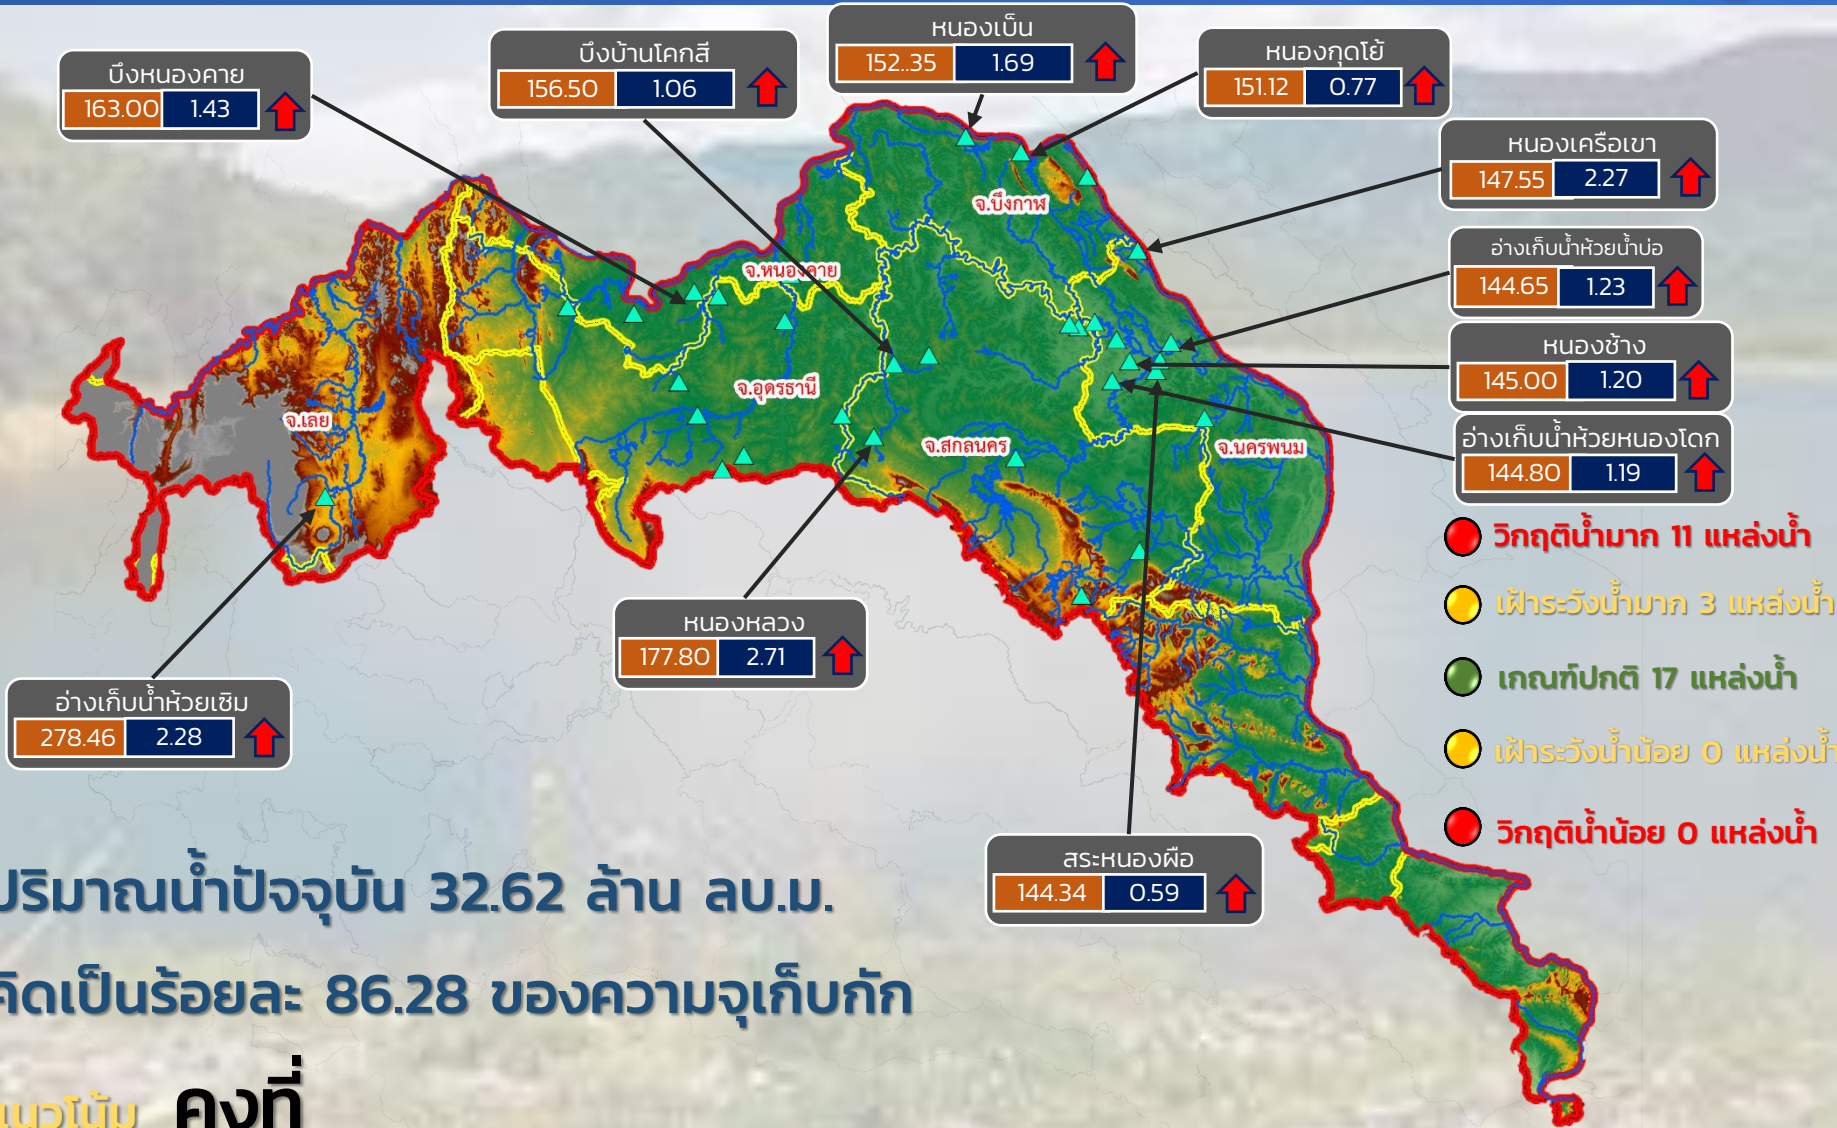 หนองเบ็น
152..35 1.69
บึงบ้านโคกสี
156.50 1.06
หนองกุดโย้
151.12 0.77
บึงหนองคาย
163.00 1.43
หนองเครือเขา
147.55 2.27
จ.บึงกาฬ
อ่างเก็บน้ำห้วยน้ำบ่อ
144.65 1.23
จ.หนองคาย
หนองช้าง
145.00 1.20
จ.อุดรธานี
จ.เลย
จ.สกลนคร
จ.นครพนม
อ่างเก็บน้ำห้วยหนองโดก
144.80 1.19
วิกฤติน้ำมาก 11 แหล่งน้ำ
เฝ้าระวังน้ำมาก 3 แหล่งน้ำ
เกณฑ์ปกติ 17 แหล่งน้ำ
เฝ้าระวังน้ำน้อย 0 แหล่งน้ำ
วิกฤติน้ำน้อย 0 แหล่งน้ำ
หนองหลวง
177.80 2.71
อ่างเก็บน้ำห้วยเซิม
278.46 2.28
สระหนองผือ
144.34 0.59
ปริมาณน้ำปัจจุบัน 32.62 ล้าน ลบ.ม.
คิดเป็นร้อยละ 86.28 ของความจุเก็บกัก
แนวโน้ม คงที่